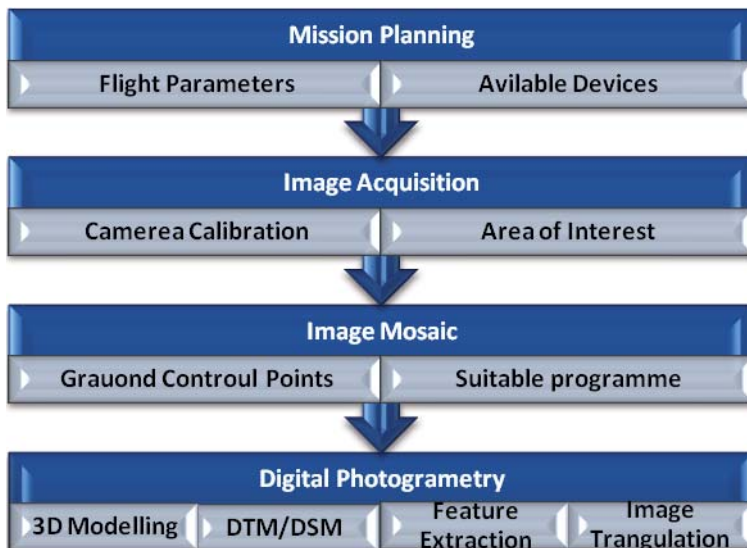 Mission Planning
Flight Parameters
Avilable Devices
Image Acquisition
Camerea Calibration
Area of Interest
Image Mosaic
Grauond Controul Points
Suitable programme
Digital Photogrametry
3D Modelling
DTM/DSM
Feature
Extraction
Image
Trangulation